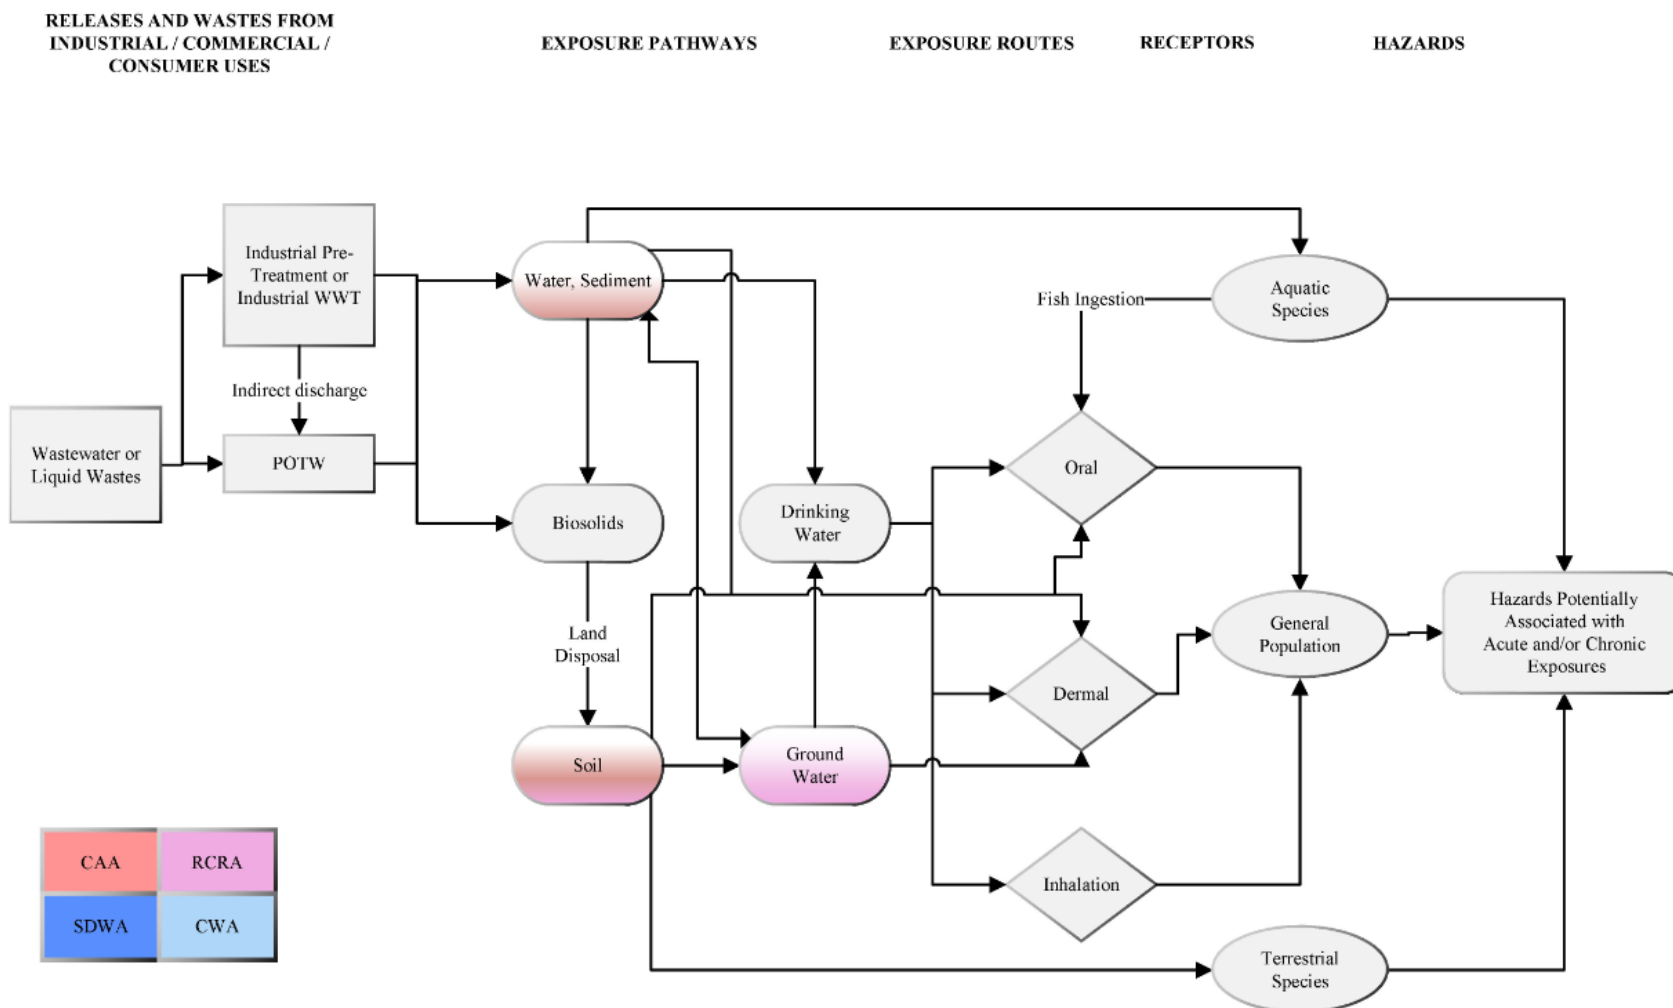 RELEASES AND WASTES FROM
INDUSTRIAL / COMMERCIAL /
CONSUMER USES
EXPOSURE PATHWAYS
EXPOSURE ROUTES
RECEPTORS
HAZARDS
Industrial Pre-
Treatment or
Industrial WWT
Indirect discharge
POTW
Wastewater or
Liquid Wastes
Water, Sediment
Biosolids
Land
Disposal
Soil
Drinking
Water
Ground
Water
Fish Ingestion
Oral
Dermal
Inhalation
Aquatic
Species
General
Population
Terrestrial
Species
Hazards Potentially
Associated with
Acute and/or Chronic
Exposures
CAA
RCRA
SDWA
CWA